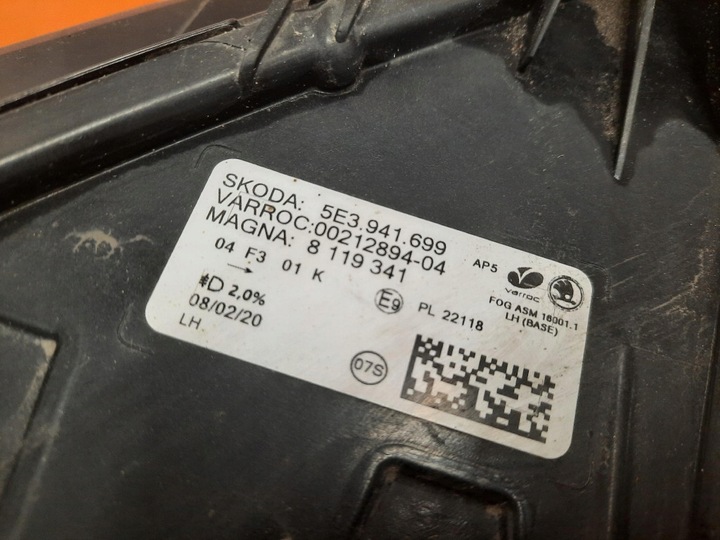 SKODA: 5E3.941.699
VARROC:00212894-04
MAGNA: 8 119 341
04 F3 01 K
D 2,0%
08/02/20
LH
E9
PL 22118
07S
AP5
varroc
FOG ASM 16001.1
LH (BASE)